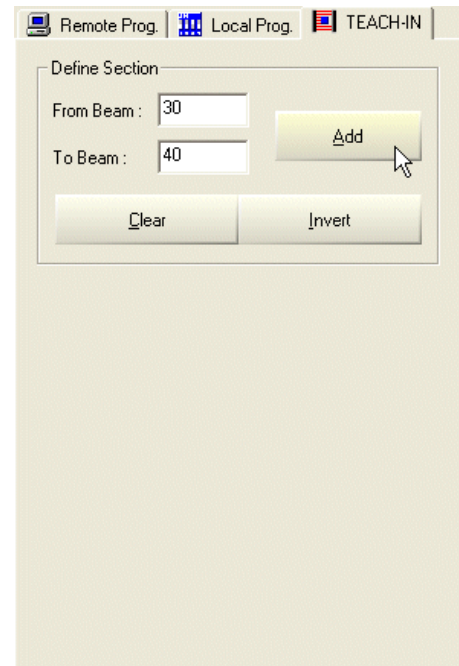 Remote Prog. Local Prog. TEACH-IN
Define Section
From Beam : 30
Add
To Beam : 40
Clear Invert